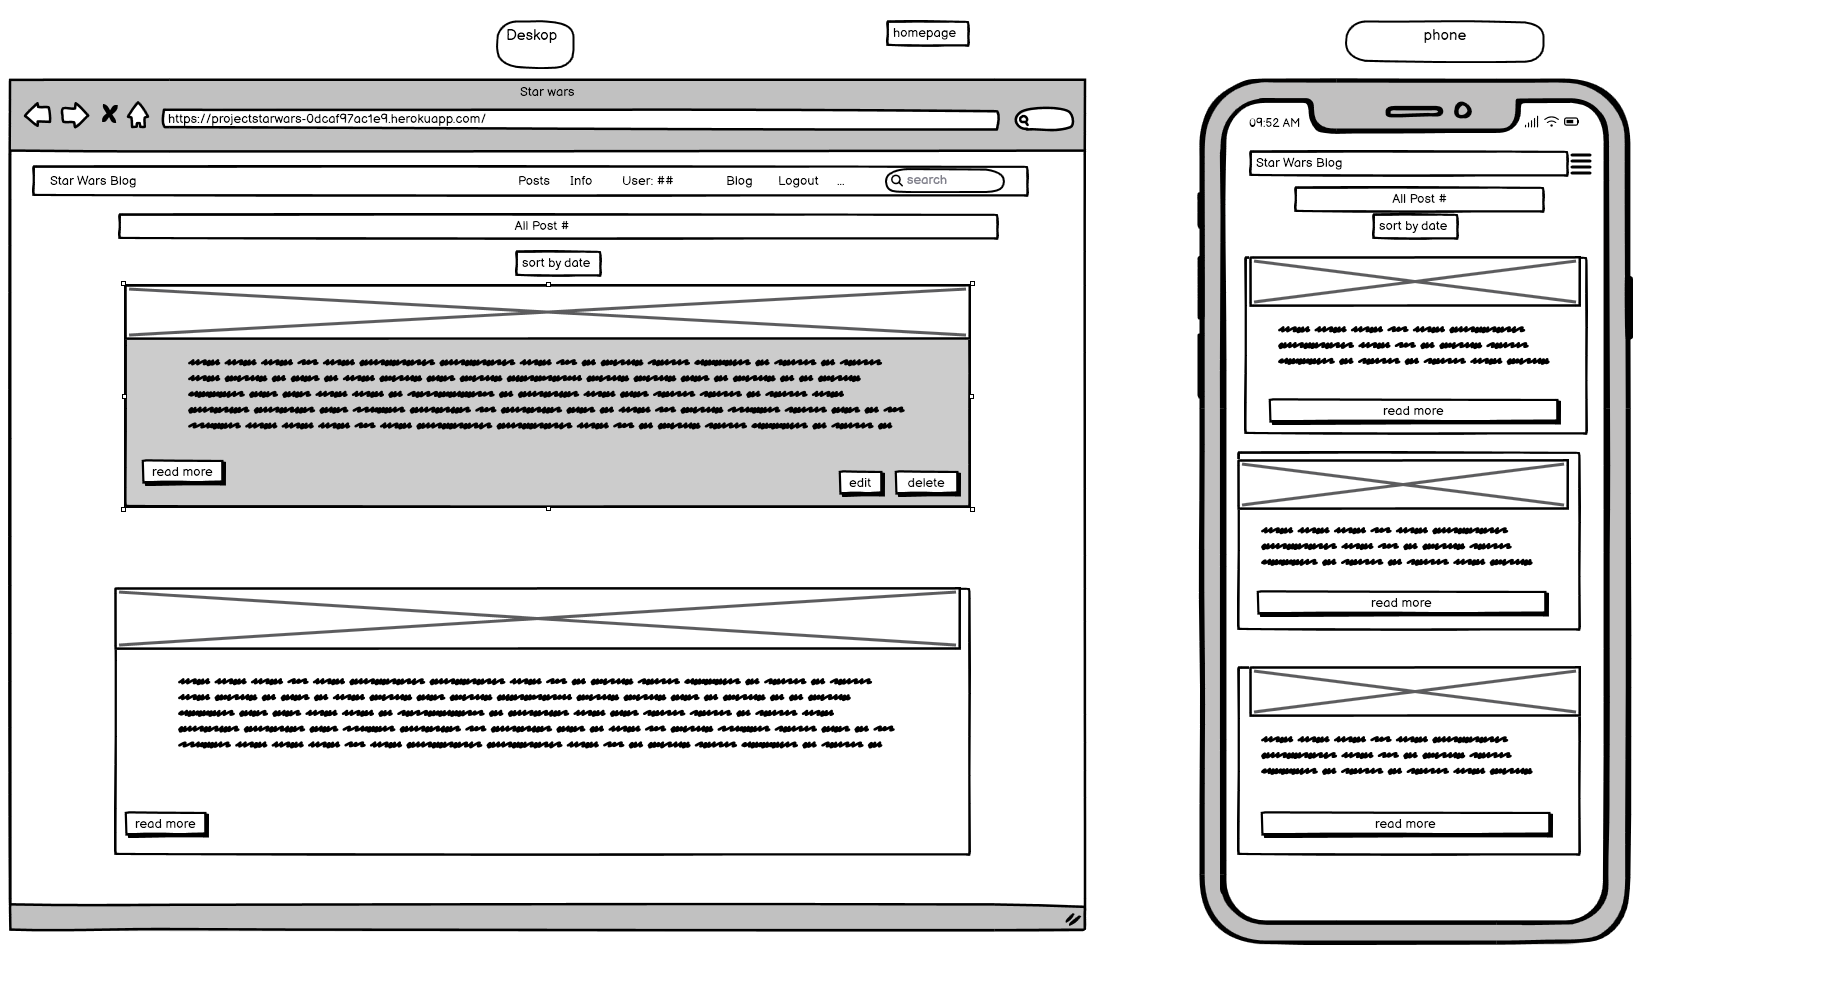 Deskop
homepage
Star wars
https://projectstarwars-0dcaf97ac1e9.herokuapp.com/
Star Wars Blog Posts Info User: ## Blog Logout ... search
All Post #
sort by date
read more
edit delete
read more
phone
09:52 AM
Star Wars Blog
All Post #
sort by date
read more
read more
read more